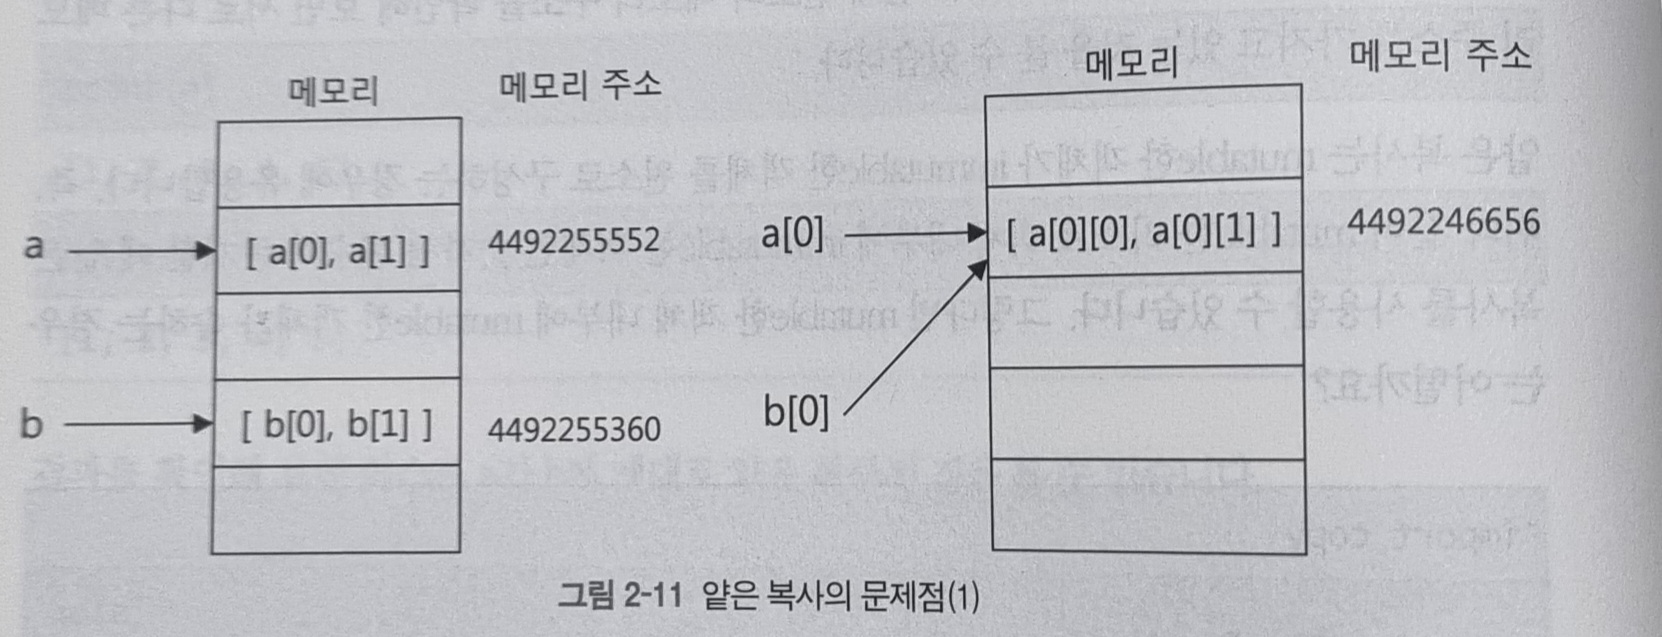 메모리 메모리 주소
a [ a[0], a[1] ] 4492255552
b [ b[0], b[1] ] 4492255360
메모리 메모리 주소
a[0] [ a[0][0], a[0][1] ] 4492246656
b[0]
그림 2-11 얕은 복사의 문제점(1)